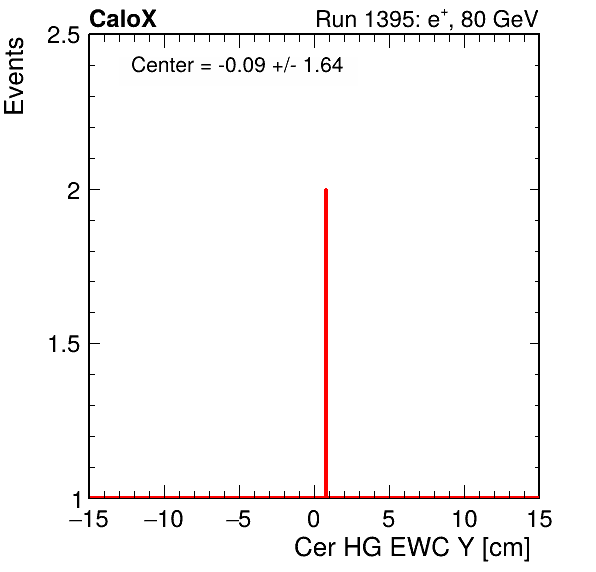 CaloX Run 1395: e⁺, 80 GeV
Center = -0.09 +/- 1.64
Events
2.5
2
1.5
1
−15 −10 −5 0 5 10 15
Cer HG EWC Y [cm]